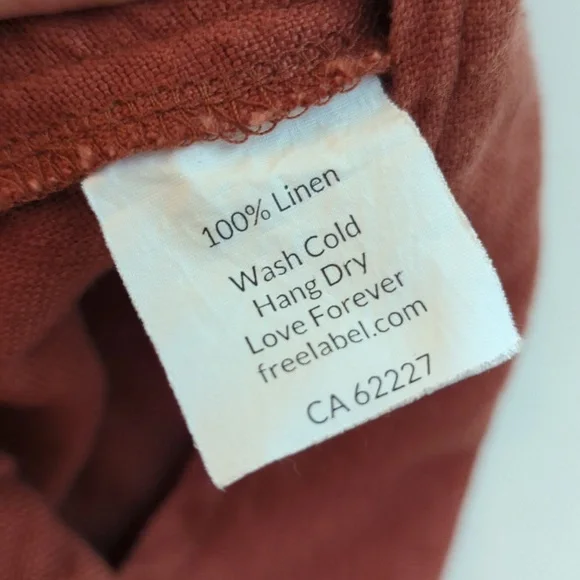 100% Linen
Wash Cold
Hang Dry
Love Forever
freelabel.com
CA 62227